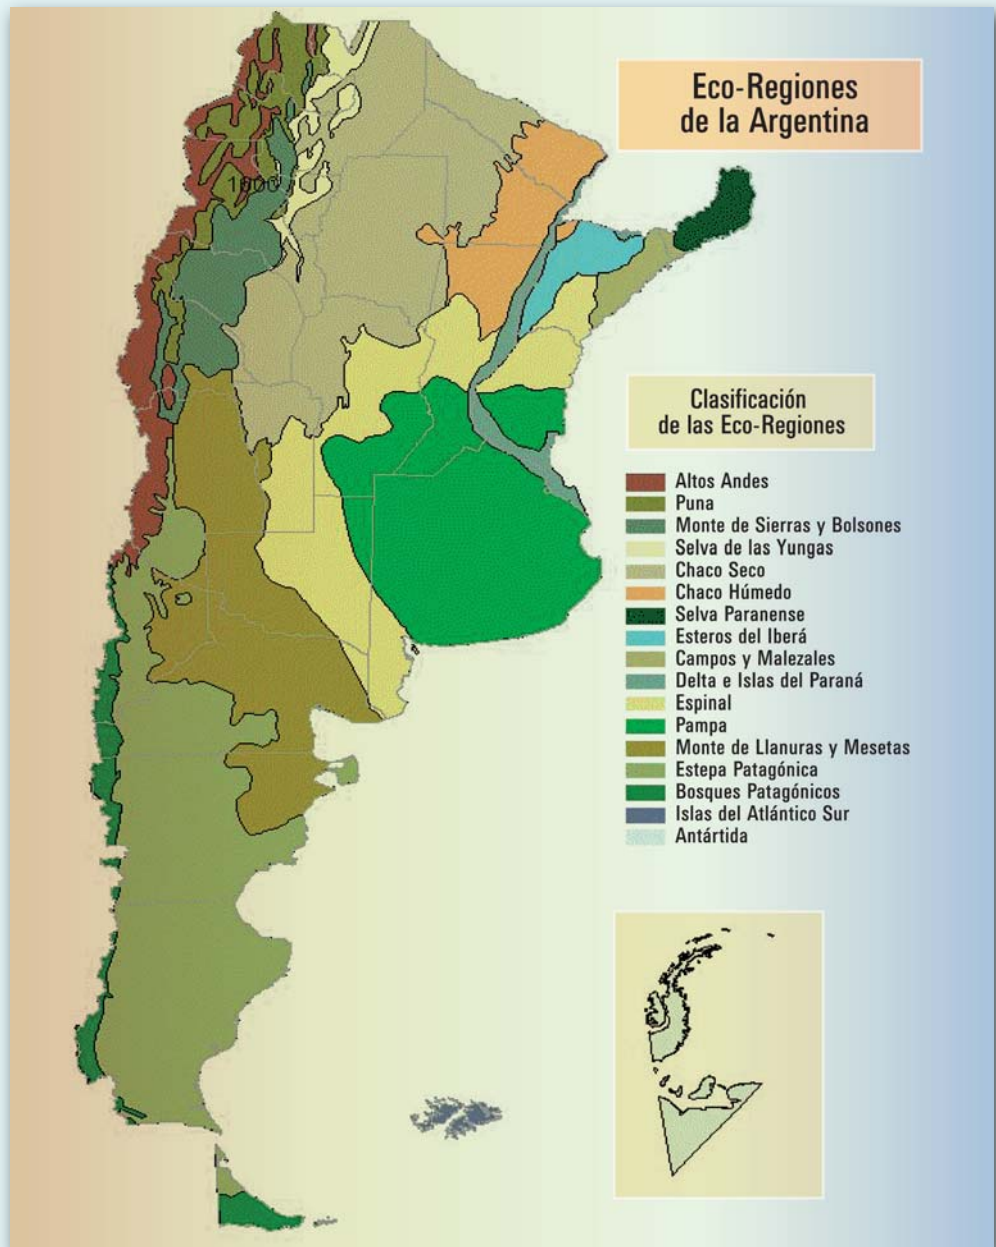 Eco-Regiones
de la Argentina
1600
Clasificación
de las Eco-Regiones
Altos Andes
Puna
Monte de Sierras y Bolsones
Selva de las Yungas
Chaco Seco
Chaco Húmedo
Selva Paranense
Esteros del Iberá
Campos y Malezales
Delta e Islas del Paraná
Espinal
Pampa
Monte de Llanuras y Mesetas
Estepa Patagónica
Bosques Patagónicos
Islas del Atlántico Sur
Antártida